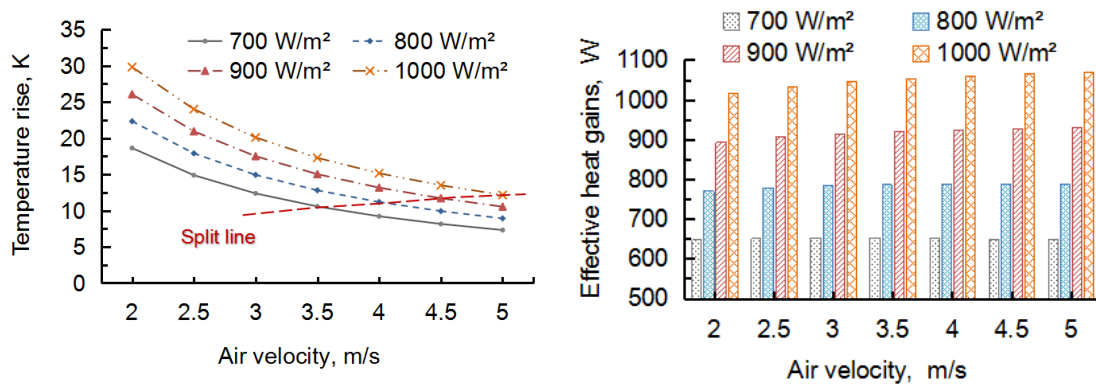 Temperature rise, K
35
30
25
20
15
10
5
0
700 W/m² 800 W/m²
900 W/m² 1000 W/m²
Split line
2 2.5 3 3.5 4 4.5 5
Air velocity, m/s
Effective heat gains, W
700 W/m² 800 W/m²
900 W/m² 1000 W/m²
1100
1000
900
800
700
600
500
2 2.5 3 3.5 4 4.5 5
Air velocity, m/s